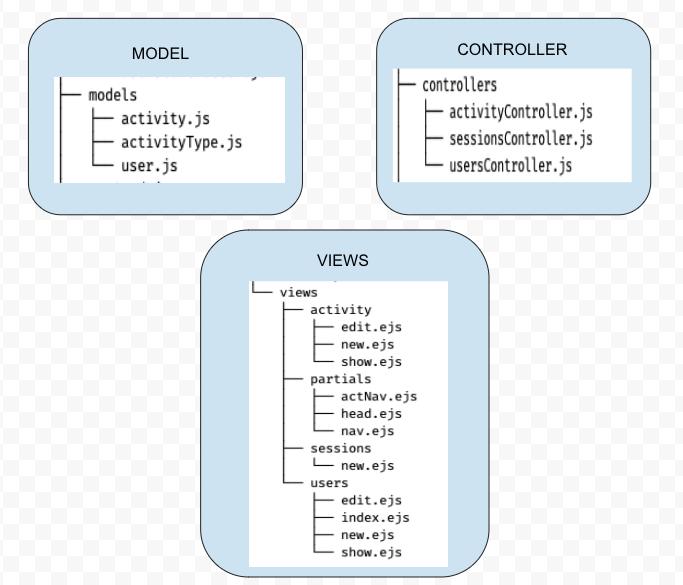 MODEL
models
activity.js
activityType.js
user.js
CONTROLLER
controllers
activityController.js
sessionsController.js
usersController.js
VIEWS
views
activity
edit.ejs
new.ejs
show.ejs
partials
actNav.ejs
head.ejs
nav.ejs
sessions
new.ejs
users
edit.ejs
index.ejs
new.ejs
show.ejs